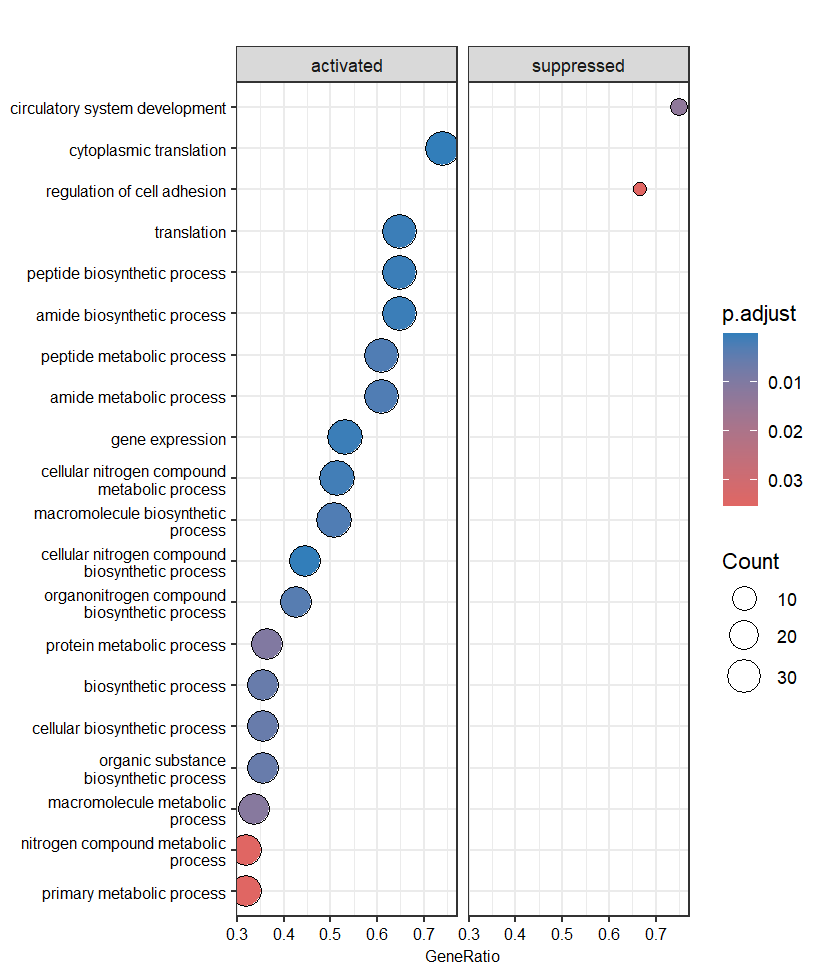 activated
suppressed
circulatory system development
cytoplasmic translation
regulation of cell adhesion
translation
peptide biosynthetic process
amide biosynthetic process
peptide metabolic process
amide metabolic process
gene expression
cellular nitrogen compound
metabolic process
macromolecule biosynthetic
process
cellular nitrogen compound
biosynthetic process
organonitrogen compound
biosynthetic process
protein metabolic process
biosynthetic process
cellular biosynthetic process
organic substance
biosynthetic process
macromolecule metabolic
process
nitrogen compound metabolic
process
primary metabolic process
0.3 0.4 0.5 0.6 0.7
0.3 0.4 0.5 0.6 0.7
GeneRatio
p.adjust
0.01
0.02
0.03
Count
10
20
30